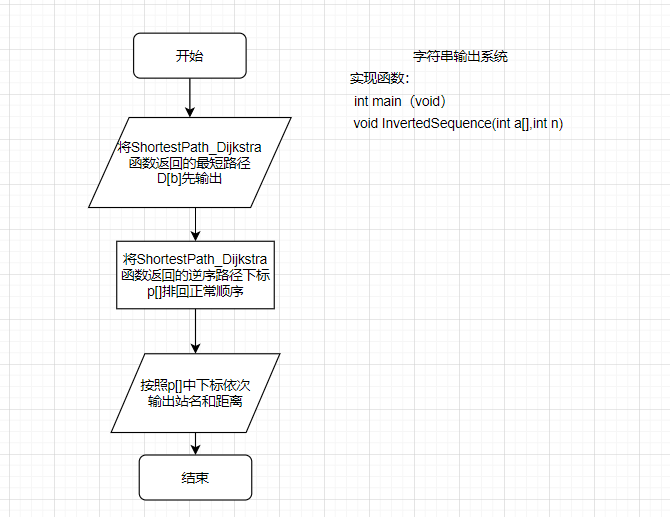 开始
将ShortestPath_Dijkstra
函数返回的最短路径
D[b]先输出
将ShortestPath_Dijkstra
函数返回的逆序路径下标
p[]排回正常顺序
按照p[]中下标依次
输出站名和距离
结束
字符串输出系统
实现函数：
int main（void）
void InvertedSequence(int a[],int n)